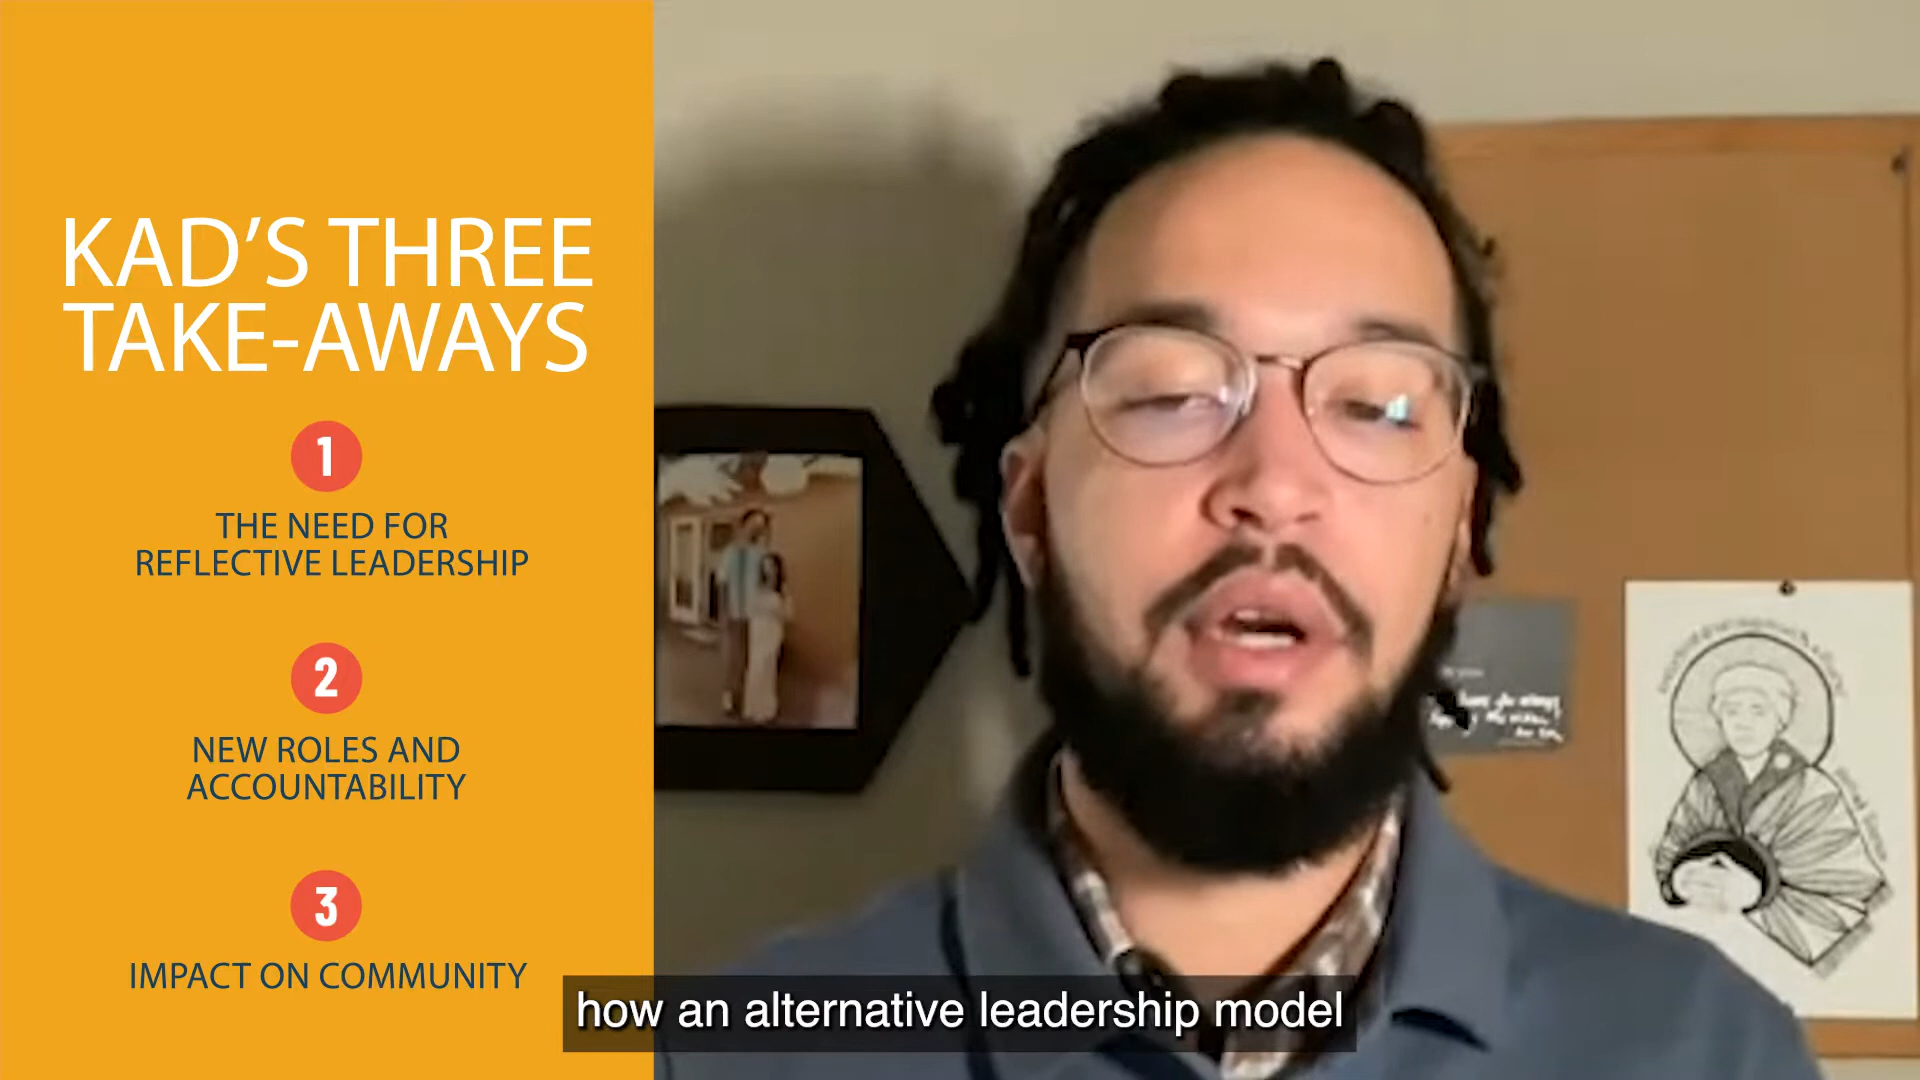 KAD’S THREE
TAKE-AWAYS
1
THE NEED FOR
REFLECTIVE LEADERSHIP
2
NEW ROLES AND
ACCOUNTABILITY
3
IMPACT ON COMMUNITY
how an alternative leadership model